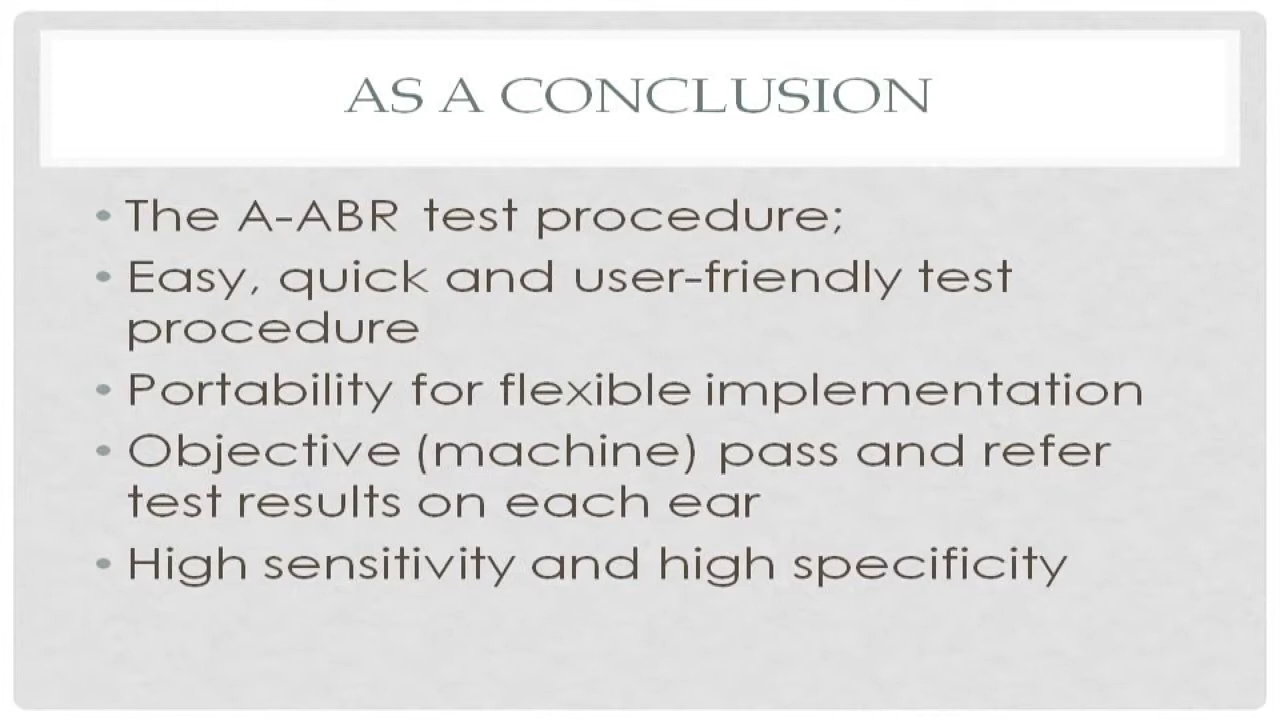 AS A CONCLUSION
• The A-ABR test procedure;
• Easy, quick and user-friendly test
procedure
• Portability for flexible implementation
• Objective (machine) pass and refer
test results on each ear
• High sensitivity and high specificity